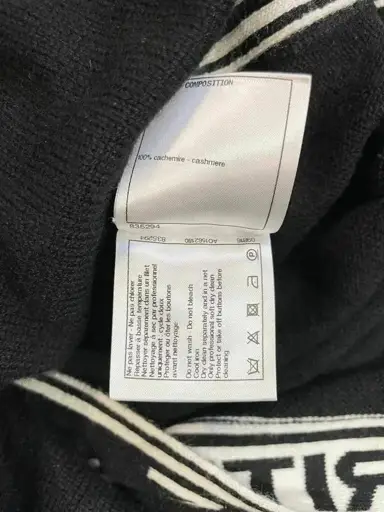 COMPOSITION
100% cachemire - cashmere
836294
Ne pas laver - Ne pas chlorer
Repasser à basse température
Nettoyer séparément dans un filet
Nettoyage à sec par professionnel
uniquement : cycle doux
Protéger ou ôter les boutons
avant nettoyage
Do not wash - Do not bleach
Cool iron
Dry clean separately and in a net
Only professional soft dry clean
Protect or take off buttons before
cleaning
P